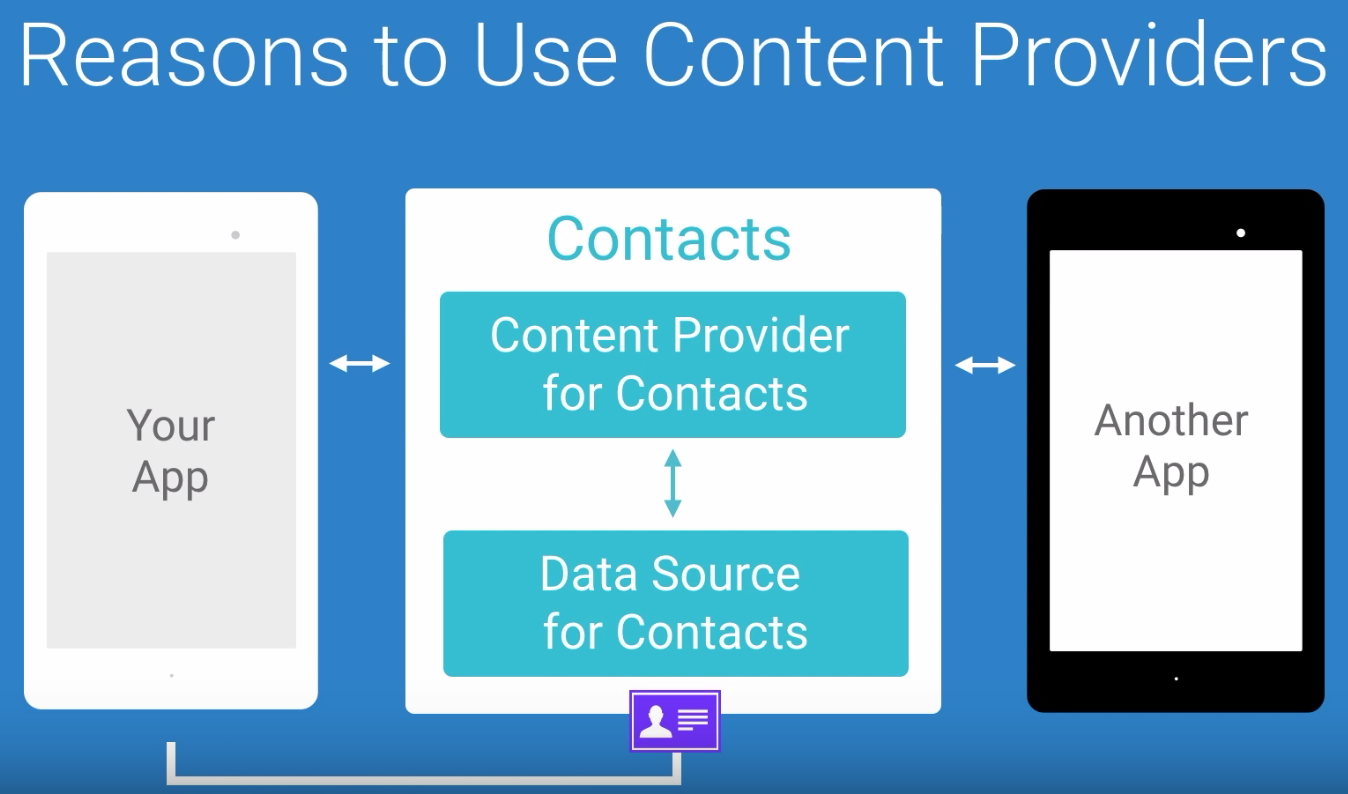 Reasons to Use Content Providers
Your
App
Contacts
Content Provider
for Contacts
Data Source
for Contacts
Another
App